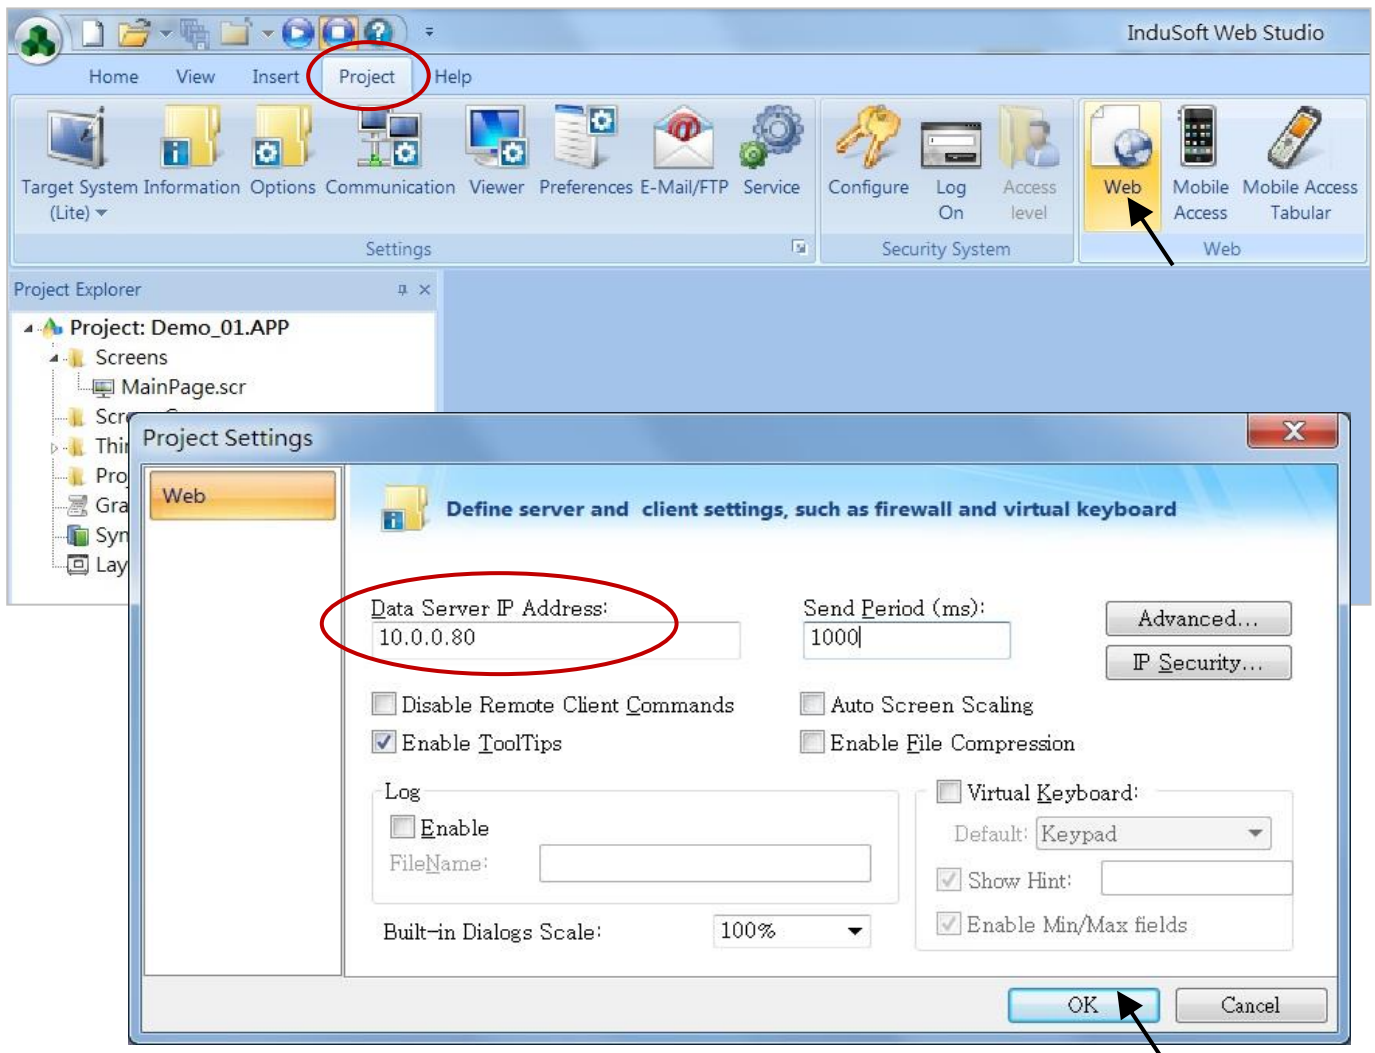 InduSoft Web Studio
Home View Insert Project Help
Target System (Lite) Information Options Communication Viewer Preferences E-Mail/FTP Service Configure Log On Access level Web Mobile Access Mobile Access Tabular
Settings Security System Web
Project Explorer
Project: Demo_01.APP
Screens
MainPage.scr
Project Settings
Web
Define server and client settings, such as firewall and virtual keyboard
Data Server IP Address: Send Period (ms):
10.0.0.80 1000
Advanced...
IP Security...
Disable Remote Client Commands Auto Screen Scaling
Enable ToolTips Enable File Compression
Log Virtual Keyboard:
Enable Default: Keypad
FileName: Show Hint:
Enable Min/Max fields
Built-in Dialogs Scale: 100%
OK Cancel